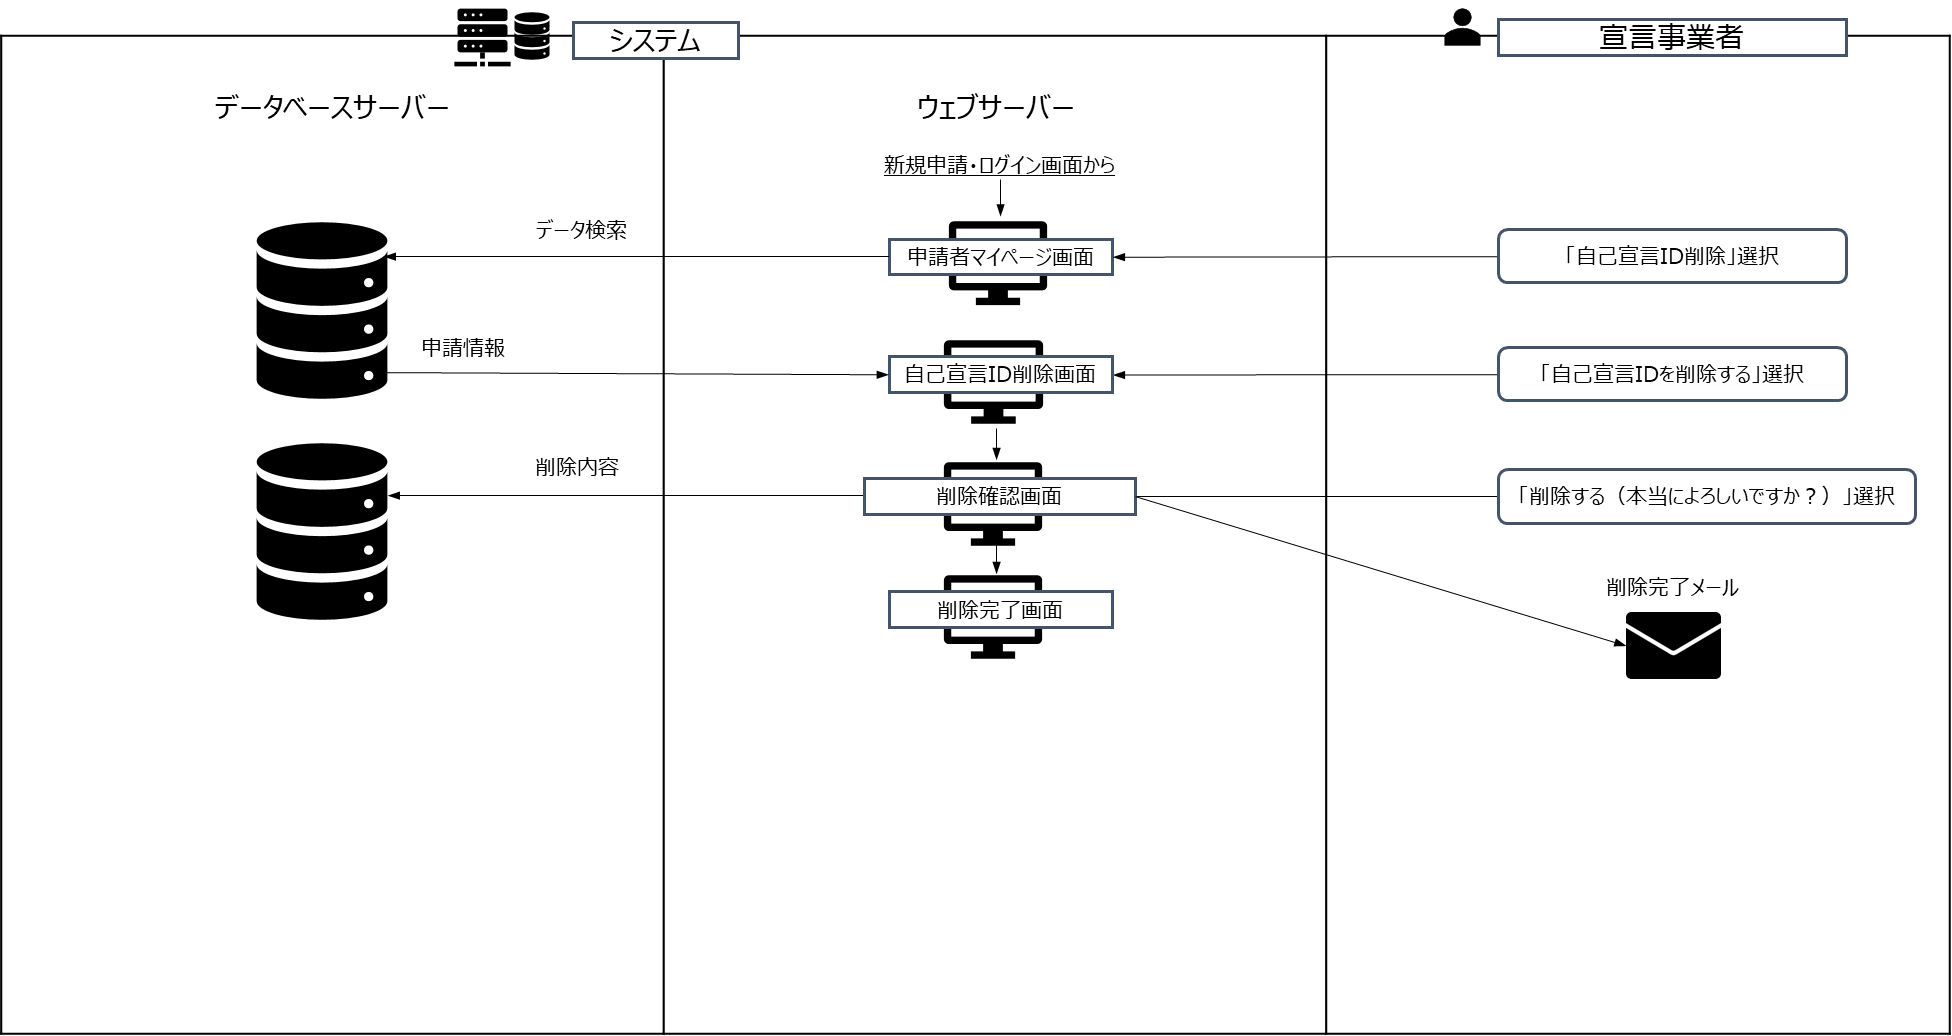 システム
宣言事業者
データベースサーバー
ウェブサーバー
新規申請・ログイン画面から
データ検索
申請者マイページ画面
「自己宣言ID削除」選択
申請情報
自己宣言ID削除画面
「自己宣言IDを削除する」選択
削除内容
削除確認画面
「削除する（本当によろしいですか？）」選択
削除完了メール
削除完了画面